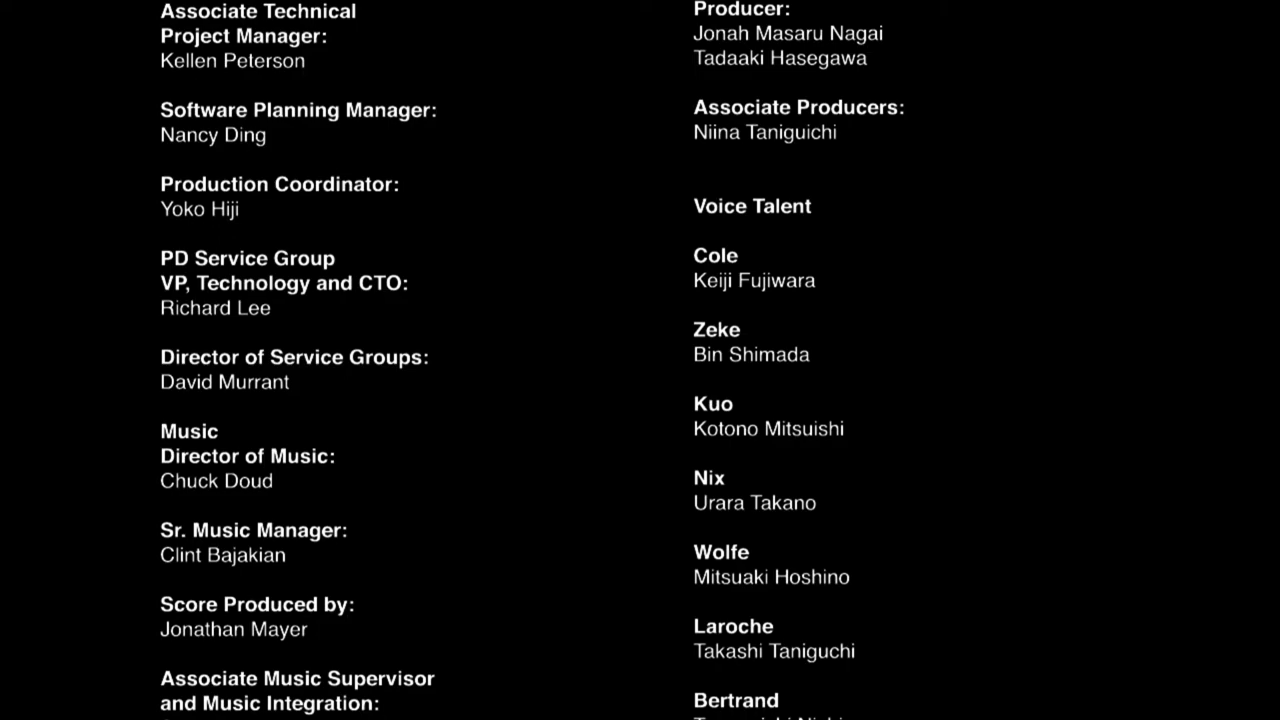 Associate Technical
Project Manager:
Kellen Peterson
Software Planning Manager:
Nancy Ding
Production Coordinator:
Yoko Hiji
PD Service Group
VP, Technology and CTO:
Richard Lee
Director of Service Groups:
David Murrant
Music
Director of Music:
Chuck Doud
Sr. Music Manager:
Clint Bajakian
Score Produced by:
Jonathan Mayer
Associate Music Supervisor
and Music Integration:
Producer:
Jonah Masaru Nagai
Tadaaki Hasegawa
Associate Producers:
Niina Taniguichi
Voice Talent
Cole
Keiji Fujiwara
Zeke
Bin Shimada
Kuo
Kotono Mitsuishi
Nix
Urara Takano
Wolfe
Mitsuaki Hoshino
Laroche
Takashi Taniguchi
Bertrand